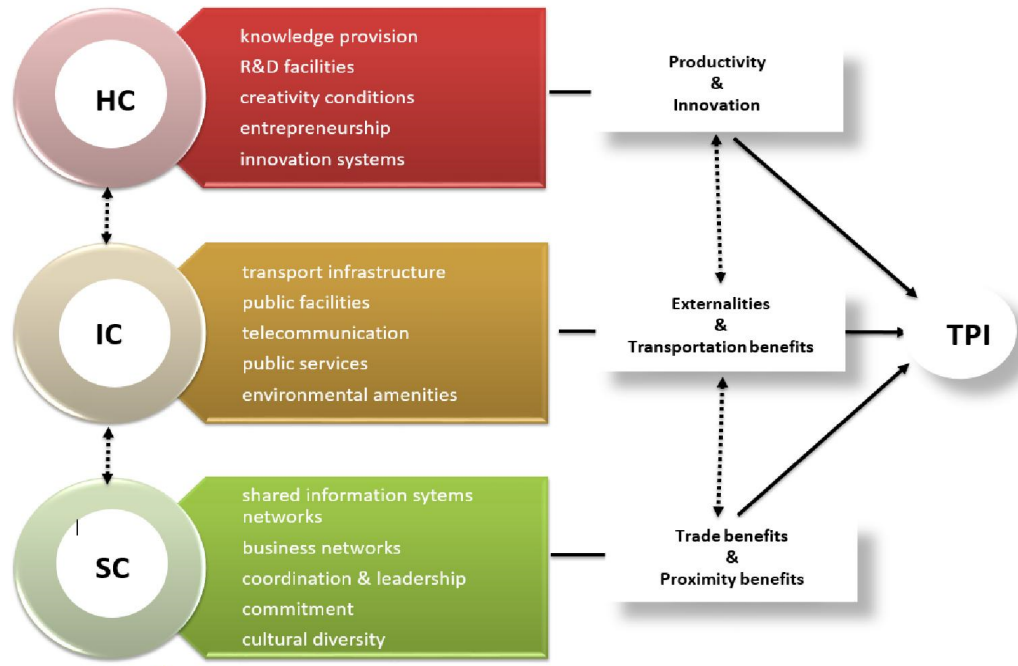 HC
knowledge provision
R&D facilities
creativity conditions
entrepreneurship
innovation systems
Productivity
&
Innovation
IC
transport infrastructure
public facilities
telecommunication
public services
environmental amenities
Externalities
&
Transportation benefits
TPI
SC
shared information sytems
networks
business networks
coordination & leadership
commitment
cultural diversity
Trade benefits
&
Proximity benefits